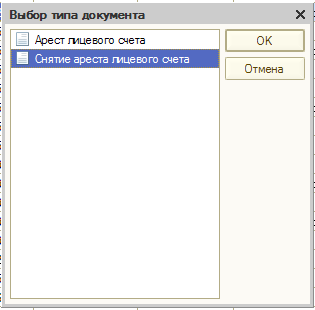 Выбор типа документа
Арест лицевого счета
Снятие ареста лицевого счета
OK
Отмена